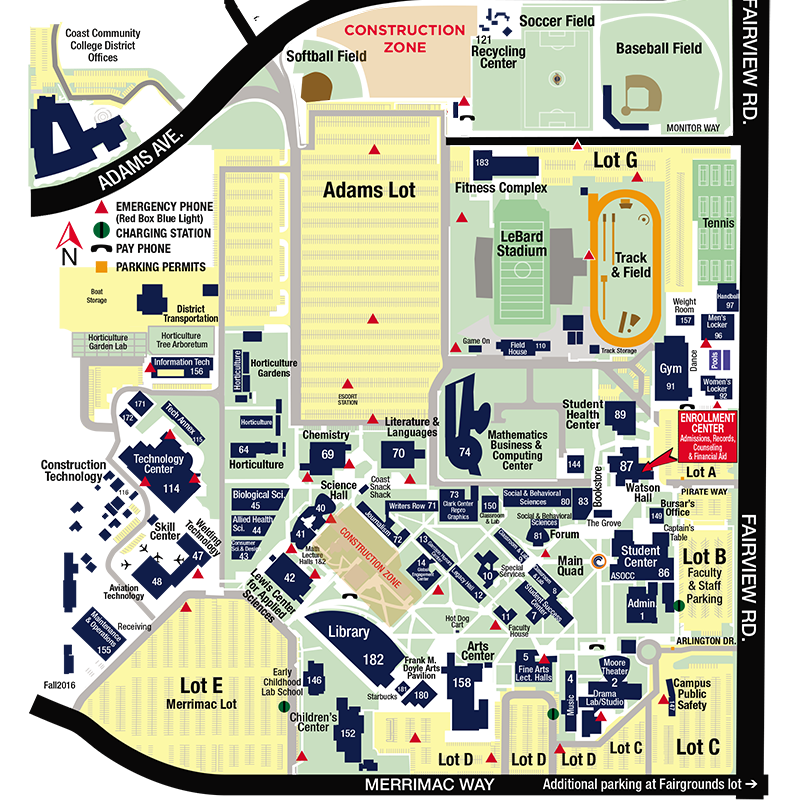 Coast Community
College District
Offices
ADAMS AVE.
CONSTRUCTION
ZONE
Softball Field
121
Recycling
Center
Soccer Field
Baseball Field
MONITOR WAY
FAIRVIEW RD.
EMERGENCY PHONE
(Red Box Blue Light)
CHARGING STATION
PAY PHONE
PARKING PERMITS
N
Adams Lot
183
Fitness Complex
Lot G
LeBard
Stadium
Track
& Field
Tennis
Boat
Storage
District
Transportation
Horticulture
Garden Lab
Horticulture
Tree Arboretum
Information Tech
156
Horticulture
Horticulture
Gardens
Horticulture
64
Horticulture
ESCORT
STATION
Game On
Field
House
110
Track Storage
Weight
Room
157
Handball
97
Men's
Locker
96
Dance
Pools
Gym
91
Women's
Locker
92
171
172
Tech Annex
115
Technology
Center
114
Construction
Technology
116
Skill
Center
Welding
Technology
47
48
Aviation
Technology
Maintenance
& Operations
155
Receiving
Fall2016
Chemistry
69
Literature &
Languages
70
74
Mathematics
Business &
Computing
Center
Student
Health
Center
89
144
ENROLLMENT
CENTER
Admissions, Records,
Counseling
& Financial Aid
87
Watson
Hall
Lot A
PIRATE WAY
Bookstore
Bursar's
Office
149
Captain's
Table
The Grove
Science
Hall
Coast
Snack
Shack
Biological Sci.
45
Allied Health
Sci.
44
Consumer
Sci & Design
43
40
41
42
Math
Lecture
Halls 1&2
Lewis Center
for Applied
Sciences
Journalism
72
Writers Row 71
73
Clark Center
Repro
Graphics
150
Classroom
& Lab
Social & Behavioral
Sciences
80
83
Social & Behavioral
Sciences
81
Forum
CONSTRUCTION ZONE
13
14
Global
Engagement
Center
12
10
Special
Services
8
9
Student Success
Center
11
Faculty
House
Hot Dog
Cart
Main
Quad
Student
Center
ASOCC
86
Admin.
1
Lot B
Faculty
& Staff
Parking
FAIRVIEW RD.
ARLINGTON DR.
Library
182
Frank M.
Doyle Arts
Pavilion
Starbucks
181
180
Arts
Center
158
5
Fine Arts
Lect. Halls
4
Music
Moore
Theater
2
Drama
Lab/Studio
Campus
Public
Safety
Lot E
Merrimac Lot
Early
Childhood
Lab School
146
Children's
Center
152
Lot D
Lot D
Lot D
Lot C
Lot C
MERRIMAC WAY
Additional parking at Fairgrounds lot